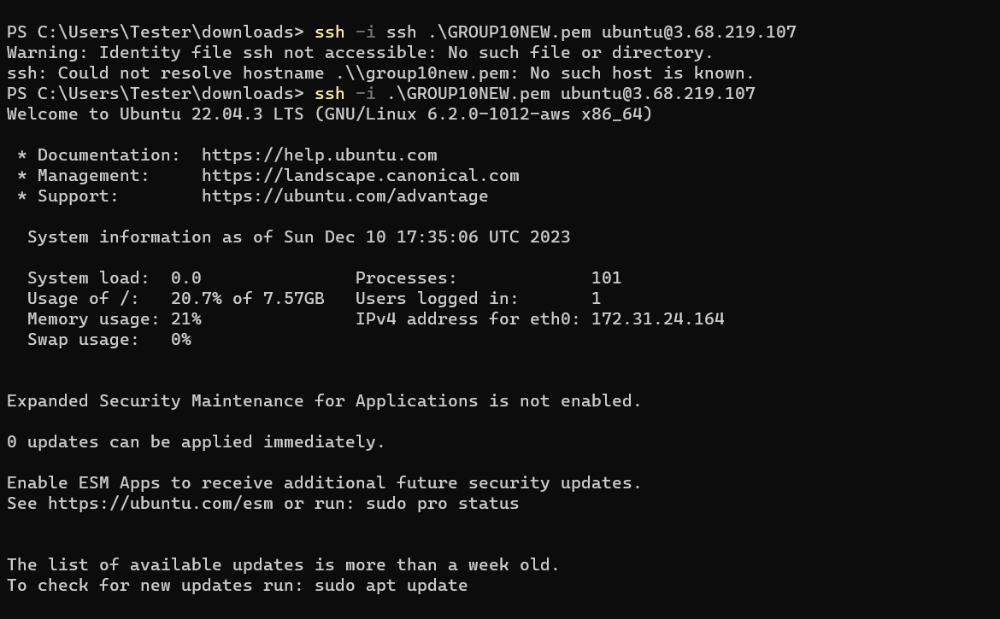 PS C:\Users\Tester\downloads> ssh -i ssh .\GROUP10NEW.pem ubuntu@3.68.219.107
Warning: Identity file ssh not accessible: No such file or directory.
ssh: Could not resolve hostname .\\group10new.pem: No such host is known.
PS C:\Users\Tester\downloads> ssh -i .\GROUP10NEW.pem ubuntu@3.68.219.107
Welcome to Ubuntu 22.04.3 LTS (GNU/Linux 6.2.0-1012-aws x86_64)

 * Documentation:  https://help.ubuntu.com
 * Management:     https://landscape.canonical.com
 * Support:        https://ubuntu.com/advantage

  System information as of Sun Dec 10 17:35:06 UTC 2023

  System load:  0.0               Processes:             101
  Usage of /:   20.7% of 7.57GB   Users logged in:       1
  Memory usage: 21%               IPv4 address for eth0: 172.31.24.164
  Swap usage:   0%

Expanded Security Maintenance for Applications is not enabled.

0 updates can be applied immediately.

Enable ESM Apps to receive additional future security updates.
See https://ubuntu.com/esm or run: sudo pro status

The list of available updates is more than a week old.
To check for new updates run: sudo apt update